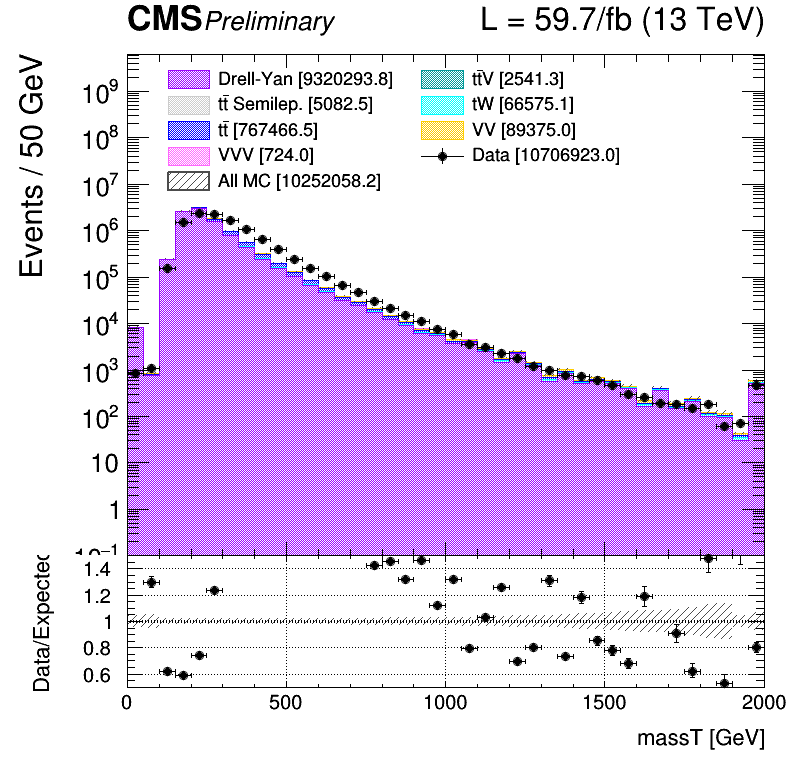 CMS Preliminary L = 59.7/fb (13 TeV)
Events / 50 GeV
Drell-Yan [9320293.8]
tt̄ Semilep. [5082.5]
tt̄ [767466.5]
VVV [724.0]
All MC [10252058.2]
tt̄V [2541.3]
tW [66575.1]
VV [89375.0]
Data [10706923.0]
10⁹
10⁸
10⁷
10⁶
10⁵
10⁴
10³
10²
10
1
10⁻¹
Data/Expected
1.4
1.2
1
0.8
0.6
0 500 1000 1500 2000
massT [GeV]